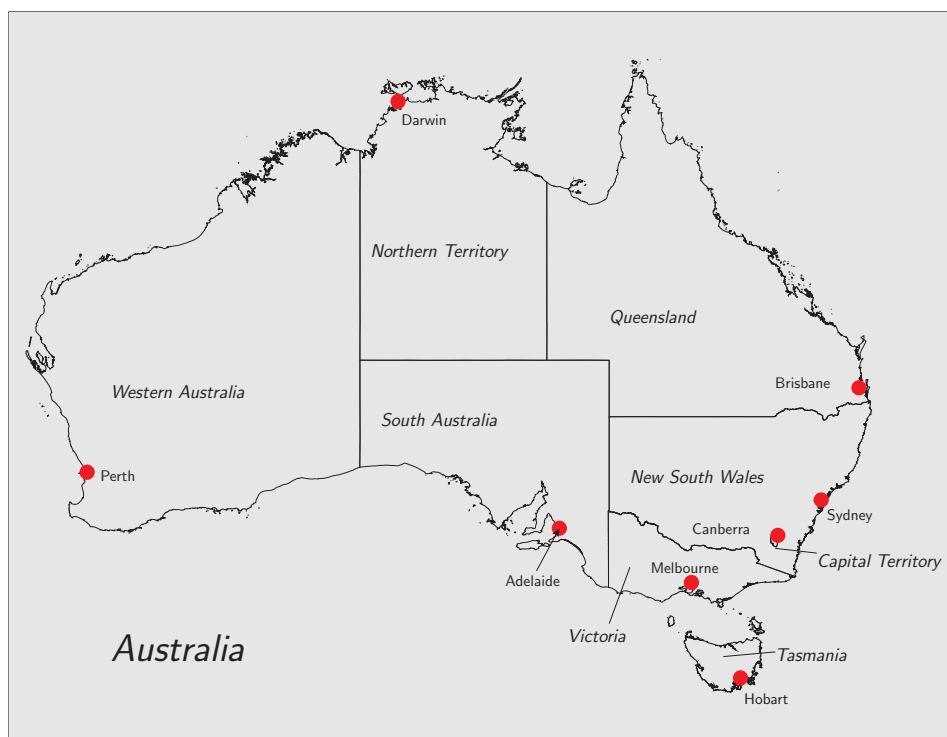 Darwin
Northern Territory
Queensland
Western Australia
Brisbane
South Australia
Perth
New South Wales
Sydney
Canberra
Capital Territory
Adelaide
Melbourne
Victoria
Australia
Tasmania
Hobart